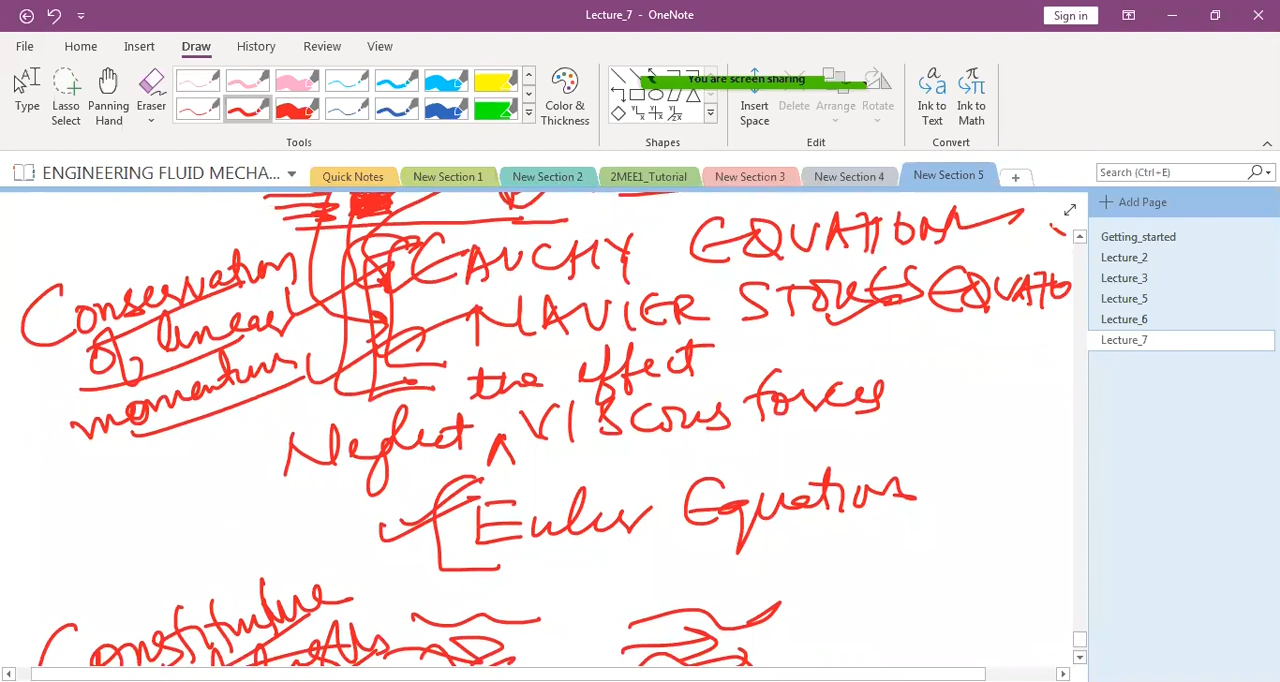 Lecture_7 - OneNote
Sign in
File Home Insert Draw History Review View
Type
Lasso Select
Panning Hand
Eraser
Color & Thickness
You are screen sharing
Insert Space
Delete
Arrange
Rotate
Ink to Text
Ink to Math
Tools
Shapes
Edit
Convert
ENGINEERING FLUID MECHA...
Quick Notes
New Section 1
New Section 2
2MEE1_Tutorial
New Section 3
New Section 4
New Section 5
Search (Ctrl+E)
Add Page
Getting_started
Lecture_2
Lecture_3
Lecture_5
Lecture_6
Lecture_7
CAUCHY EQUATION
Conservation
of linear
momentum
NAVIER STOKES EQUATIO
the effect
Neglect ^ VISCOUS forces
Euler Equation
Constitutive